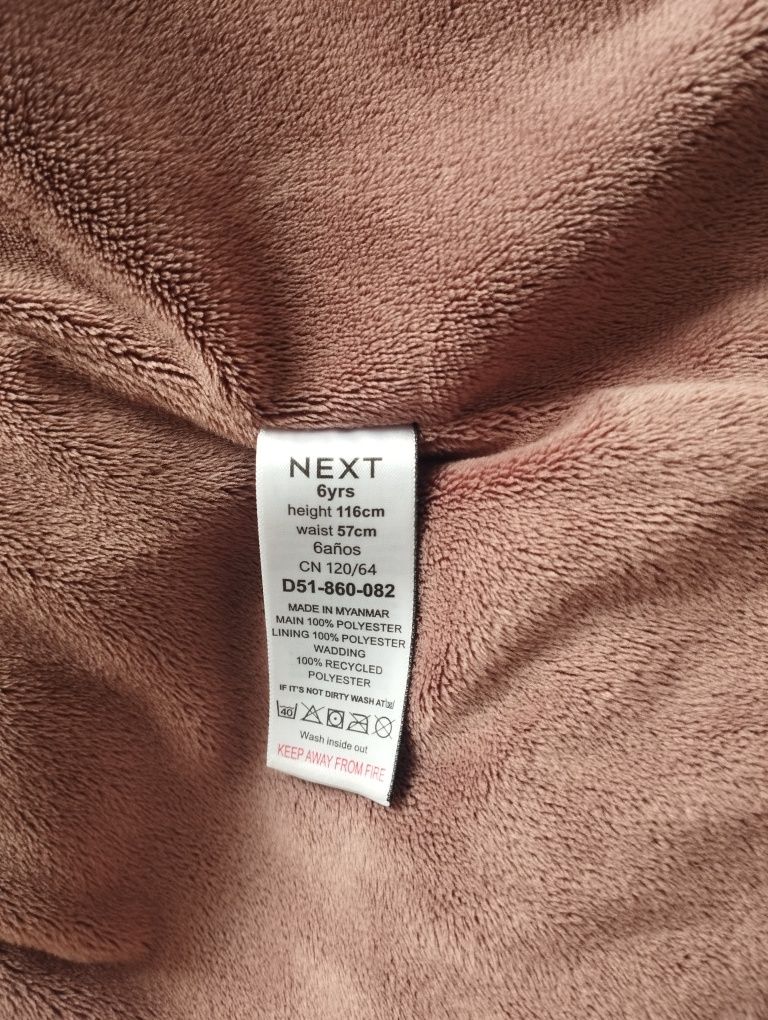 NEXT
6yrs
height 116cm
waist 57cm
6años
CN 120/64
D51-860-082
MADE IN MYANMAR
MAIN 100% POLYESTER
LINING 100% POLYESTER
WADDING
100% RECYCLED
POLYESTER
IF IT'S NOT DIRTY WASH AT 30
40
Wash inside out
KEEP AWAY FROM FIRE